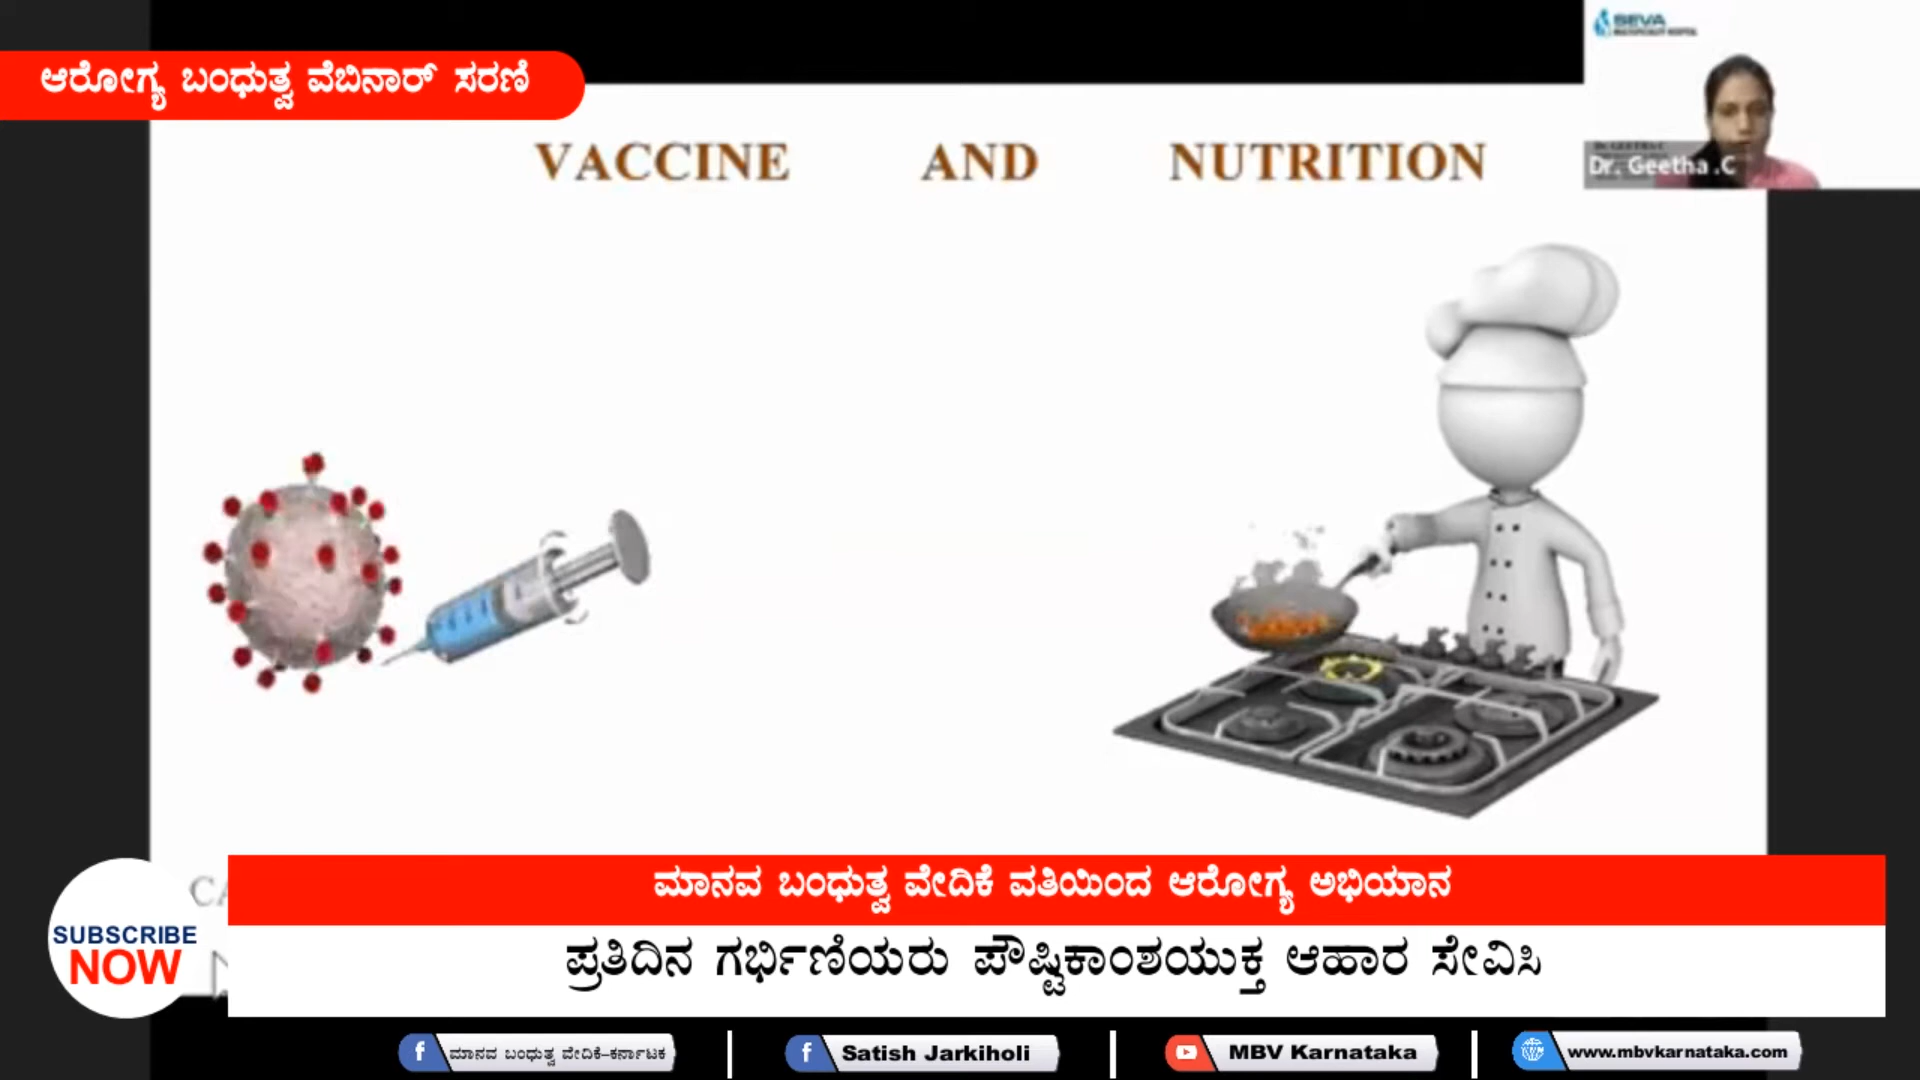 SEVA
ಆರೋಗ್ಯ ಬಂಧುತ್ವ ವೆಬಿನಾರ್ ಸರಣಿ
VACCINE AND NUTRITION
Dr. Geetha .C
ಮಾನವ ಬಂಧುತ್ವ ವೇದಿಕೆ ವತಿಯಿಂದ ಆರೋಗ್ಯ ಅಭಿಯಾನ
SUBSCRIBE
NOW
ಪ್ರತಿದಿನ ಗರ್ಭಿಣಿಯರು ಪೌಷ್ಟಿಕಾಂಶಯುಕ್ತ ಆಹಾರ ಸೇವಿಸಿ
ಮಾನವ ಬಂಧುತ್ವ ವೇದಿಕೆ-ಕರ್ನಾಟಕ
Satish Jarkiholi
MBV Karnataka
www.mbvkarnataka.com